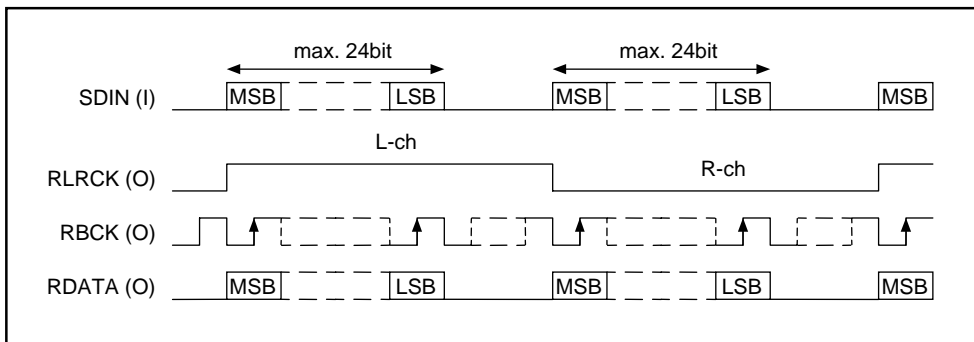 max. 24bit max. 24bit
SDIN (I) MSB LSB MSB LSB MSB
L-ch
RLRCK (O) R-ch
RBCK (O)
RDATA (O) MSB LSB MSB LSB MSB